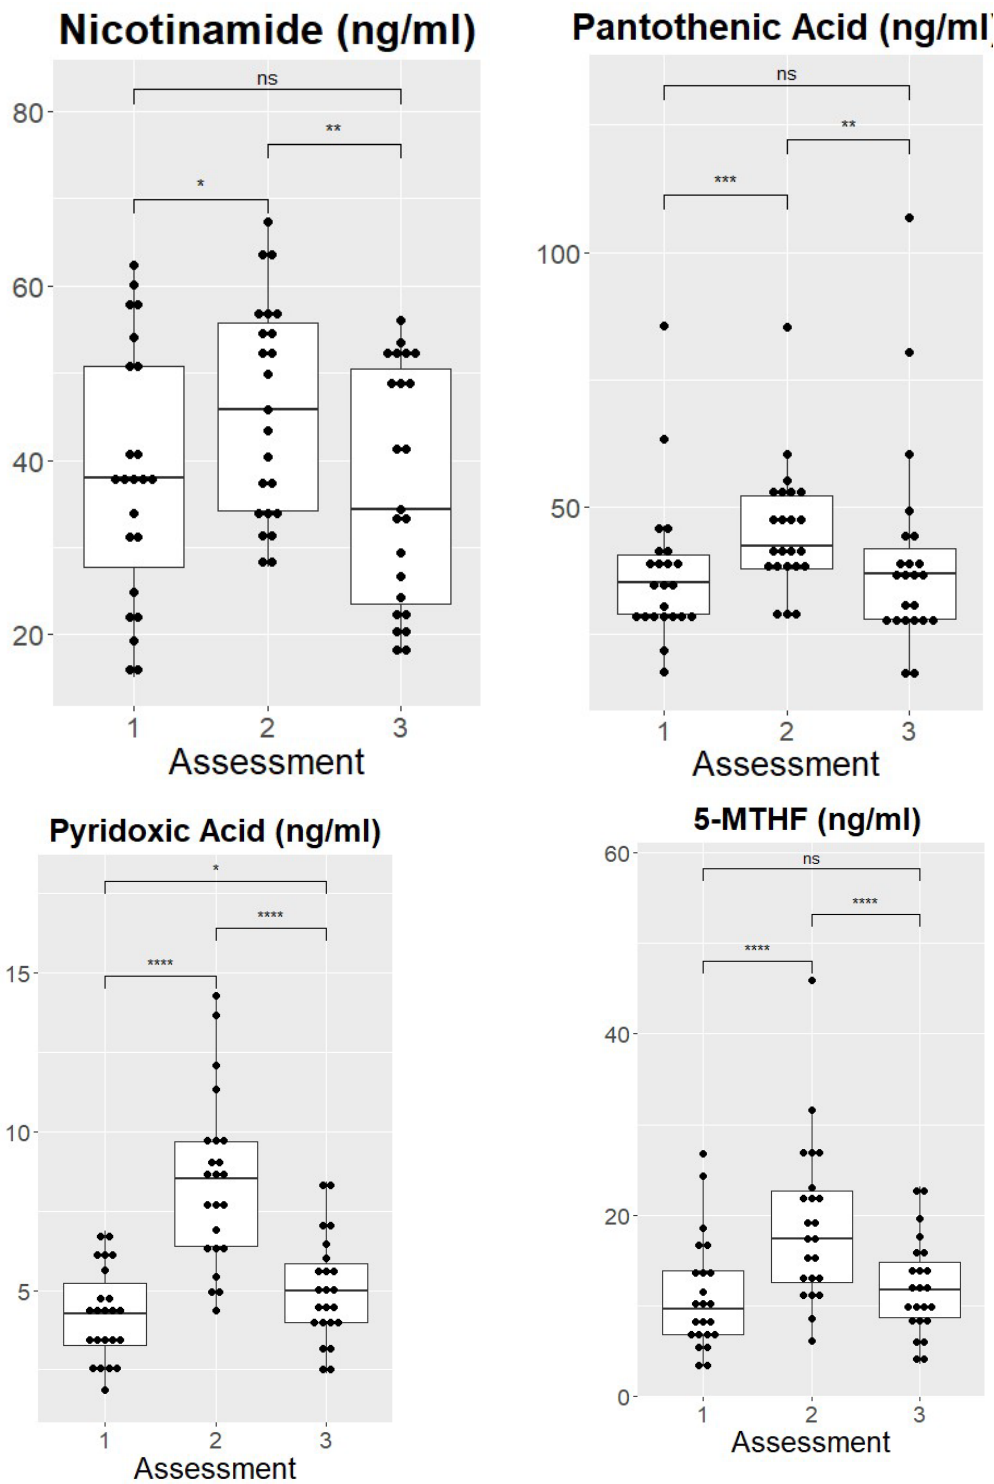 Nicotinamide (ng/ml)
ns
**
*
80
60
40
20
1 2 3
Assessment
Pantothenic Acid (ng/ml)
ns
**
***
100
50
1 2 3
Assessment
Pyridoxic Acid (ng/ml)
*
****
****
15
10
5
1 2 3
Assessment
5-MTHF (ng/ml)
60
ns
****
****
40
20
0
1 2 3
Assessment